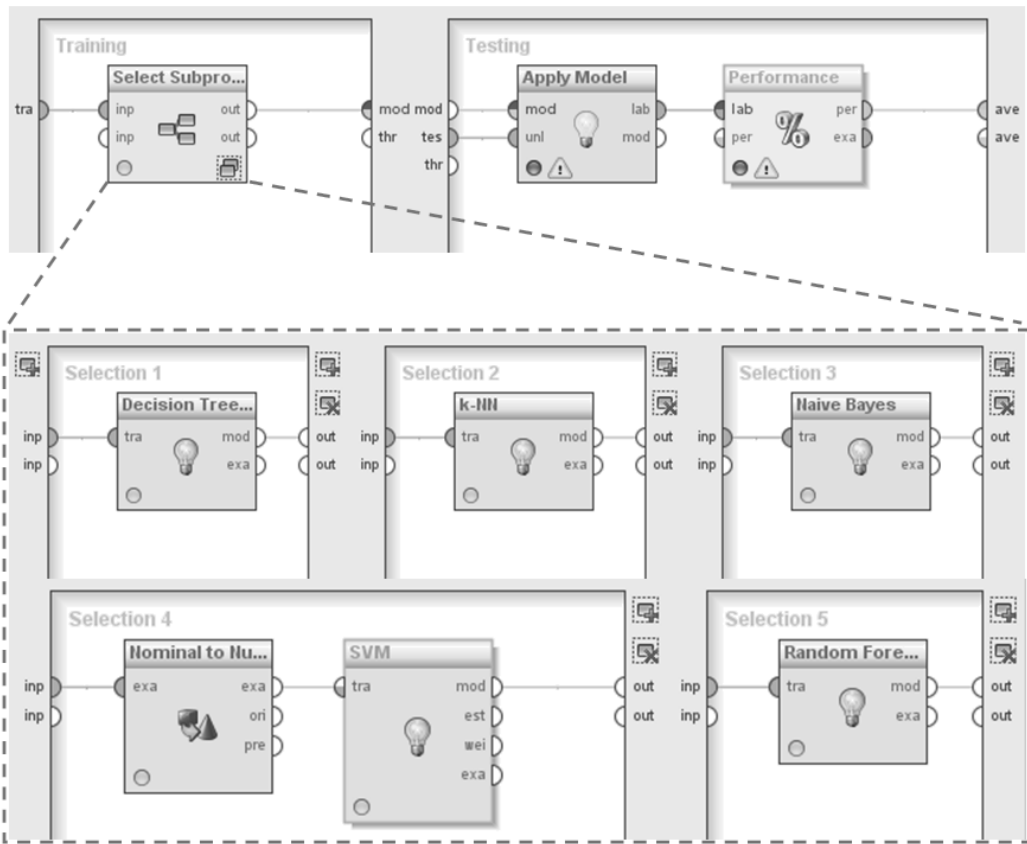 Training
Testing
Select Subpro...
Apply Model
Performance
tra inp out mod mod mod lab lab per ave
inp out thr tes unl mod per exa ave
thr
%
Selection 1 Selection 2 Selection 3
Decision Tree... k-NN Naive Bayes
inp tra mod out inp tra mod out inp tra mod out
inp exa out inp exa out inp exa out
Selection 4 Selection 5
Nominal to Nu... SVM Random Fore...
inp exa exa tra mod out inp tra mod out
inp ori est out inp exa out
pre wei
exa